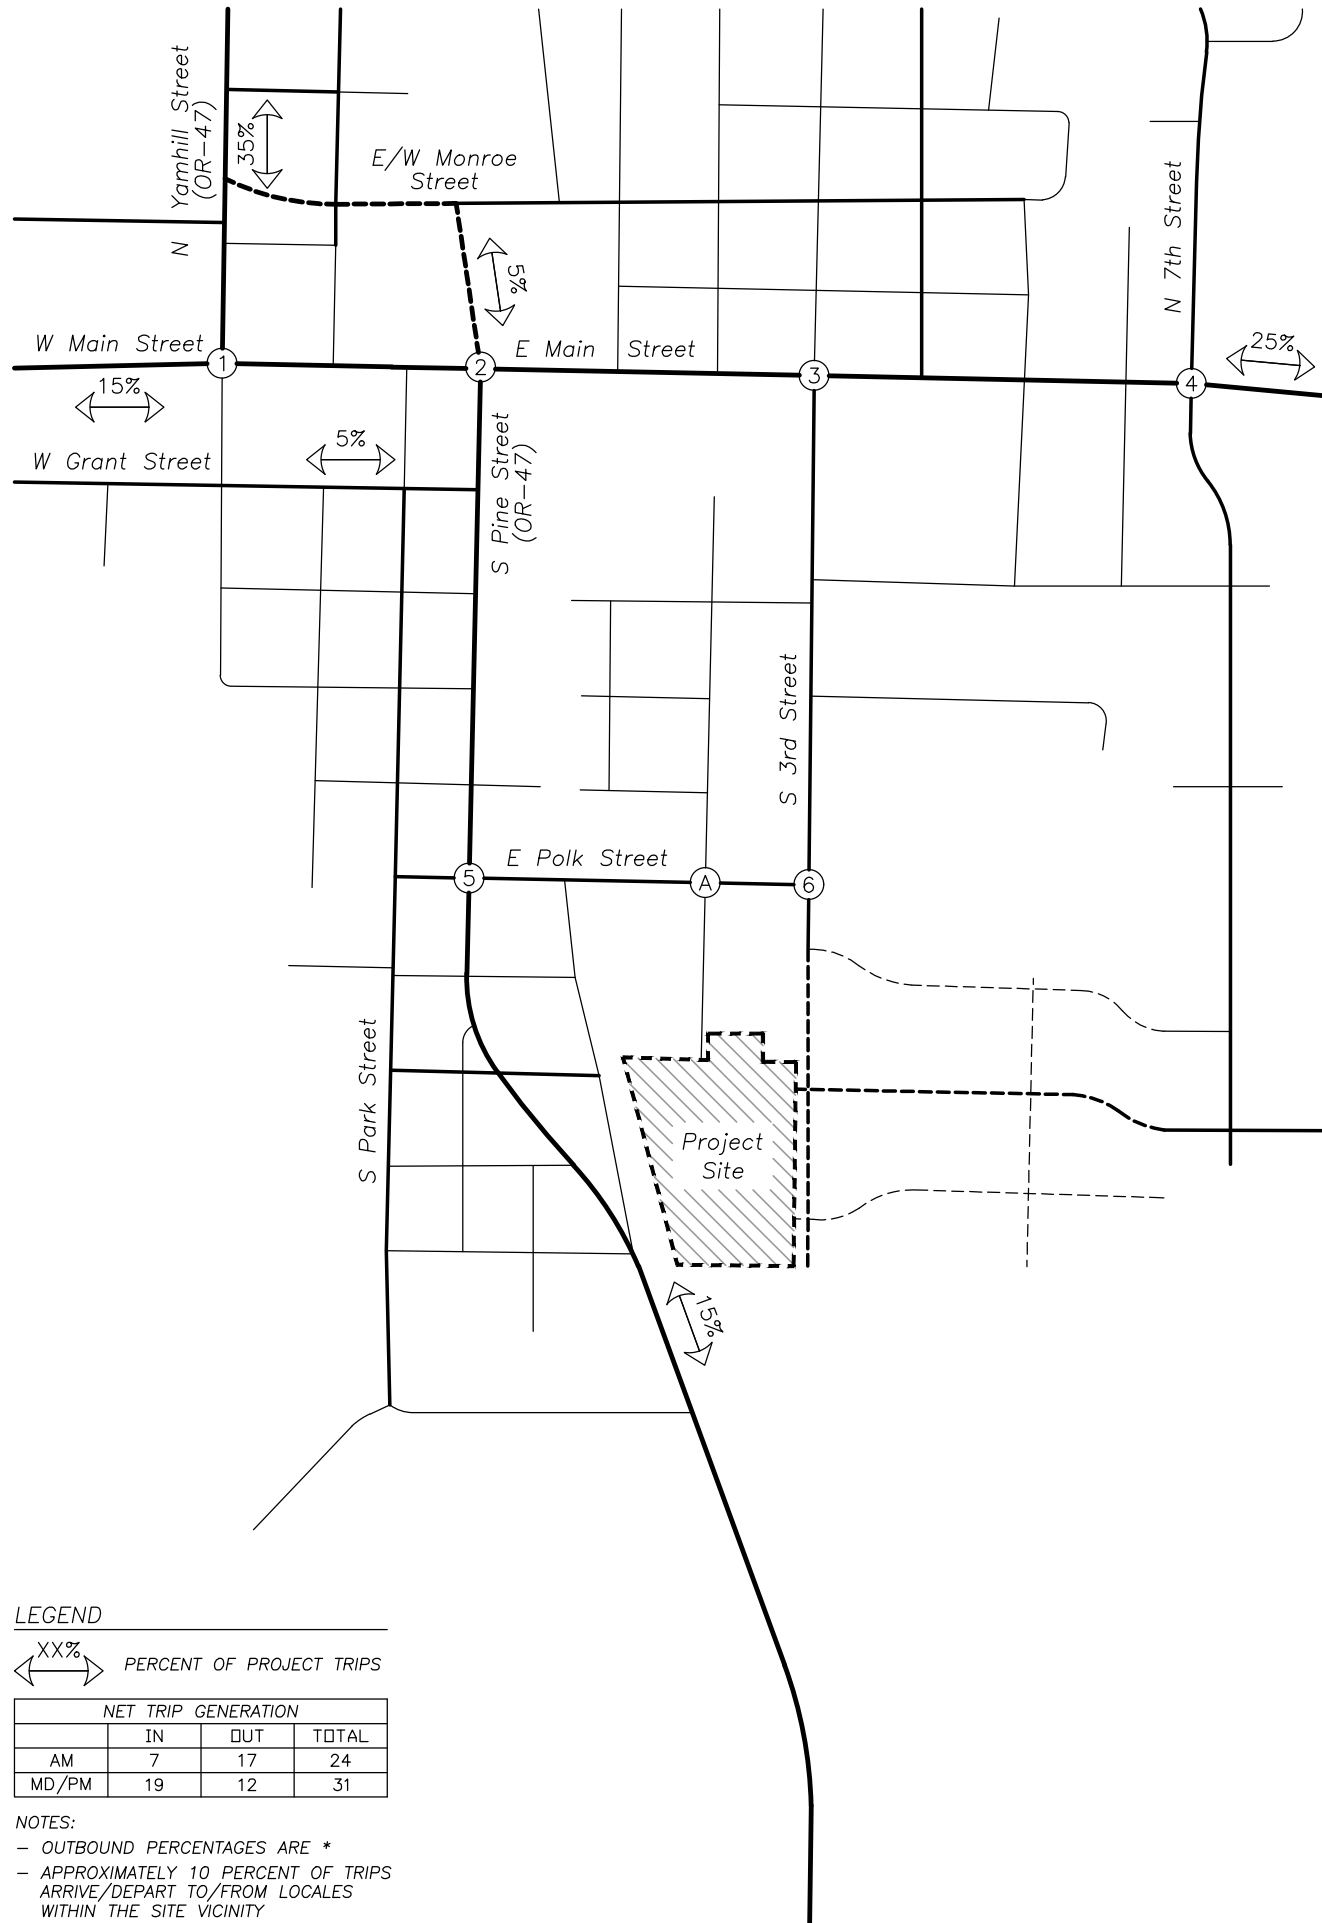 N Yamhill Street
(OR-47)
35%
E/W Monroe
Street
N 7th Street
5%
W Main Street
1
2
E Main Street
3
4
25%
15%
5%
W Grant Street
S Pine Street
(OR-47)
S 3rd Street
E Polk Street
5
A
6
S Park Street
Project
Site
15%
LEGEND
XX%
PERCENT OF PROJECT TRIPS
NET TRIP GENERATION
IN OUT TOTAL
AM 7 17 24
MD/PM 19 12 31
NOTES:
- OUTBOUND PERCENTAGES ARE *
- APPROXIMATELY 10 PERCENT OF TRIPS
ARRIVE/DEPART TO/FROM LOCALES
WITHIN THE SITE VICINITY